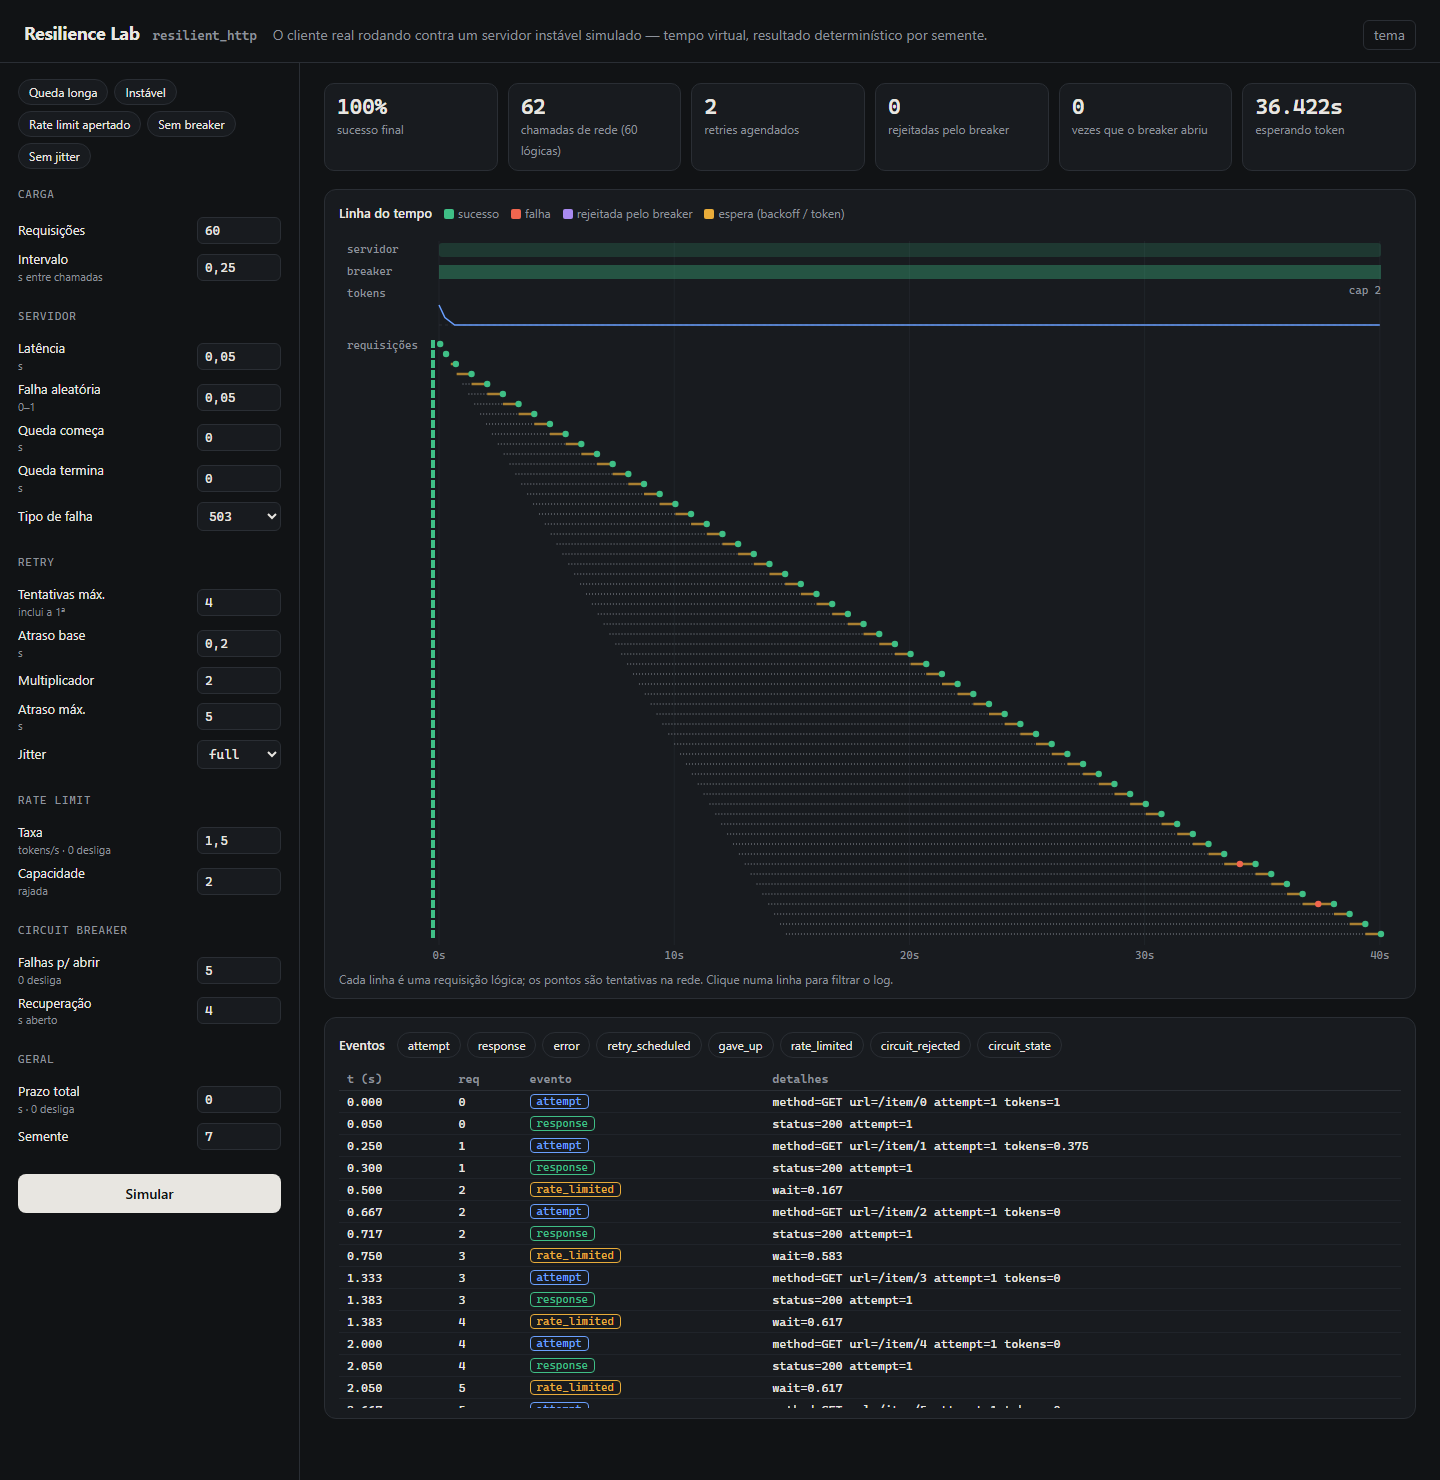 Resilience Lab resilient_http O cliente real rodando contra um servidor instável simulado — tempo virtual, resultado determinístico por semente. tema
Queda longa Instável
Rate limit apertado Sem breaker
Sem jitter
CARGA
Requisições 60
Intervalo 0,25
s entre chamadas
SERVIDOR
Latência 0,05
s
Falha aleatória 0,05
0–1
Queda começa 0
s
Queda termina 0
s
Tipo de falha 503
RETRY
Tentativas máx. 4
inclui a 1ª
Atraso base 0,2
s
Multiplicador 2
Atraso máx. 5
s
Jitter full
RATE LIMIT
Taxa 1,5
tokens/s · 0 desliga
Capacidade 2
rajada
CIRCUIT BREAKER
Falhas p/ abrir 5
0 desliga
Recuperação 4
s aberto
GERAL
Prazo total 0
s · 0 desliga
Semente 7
Simular
100%
sucesso final
62
chamadas de rede (60
lógicas)
2
retries agendados
0
rejeitadas pelo breaker
0
vezes que o breaker abriu
36.422s
esperando token
Linha do tempo sucesso falha rejeitada pelo breaker espera (backoff / token)
servidor
breaker
tokens cap 2
requisições
0s 10s 20s 30s 40s
Cada linha é uma requisição lógica; os pontos são tentativas na rede. Clique numa linha para filtrar o log.
Eventos attempt response error retry_scheduled gave_up rate_limited circuit_rejected circuit_state
t (s) req evento detalhes
0.000 0 attempt method=GET url=/item/0 attempt=1 tokens=1
0.050 0 response status=200 attempt=1
0.250 1 attempt method=GET url=/item/1 attempt=1 tokens=0.375
0.300 1 response status=200 attempt=1
0.500 2 rate_limited wait=0.167
0.667 2 attempt method=GET url=/item/2 attempt=1 tokens=0
0.717 2 response status=200 attempt=1
0.750 3 rate_limited wait=0.583
1.333 3 attempt method=GET url=/item/3 attempt=1 tokens=0
1.383 3 response status=200 attempt=1
1.383 4 rate_limited wait=0.617
2.000 4 attempt method=GET url=/item/4 attempt=1 tokens=0
2.050 4 response status=200 attempt=1
2.050 5 rate_limited wait=0.617